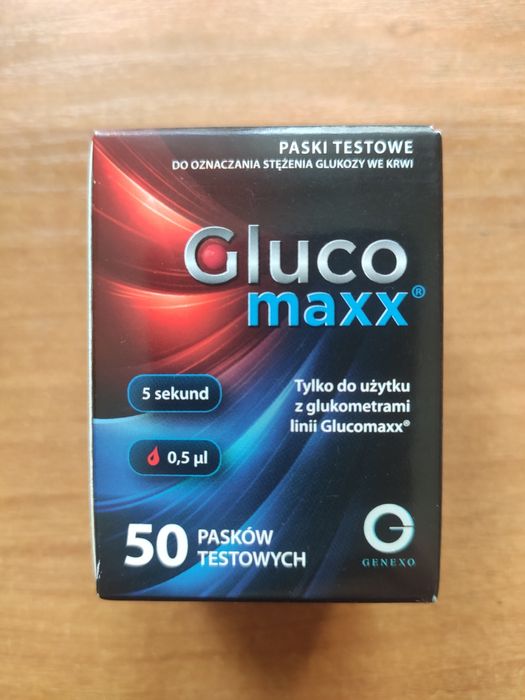 PASKI TESTOWE
DO OZNACZANIA STĘŻENIA GLUKOZY WE KRWI
Gluco
maxx®
5 sekund
Tylko do użytku
z glukometrami
linii Glucomaxx®
0,5 µl
50 PASKÓW
TESTOWYCH
GENEXO